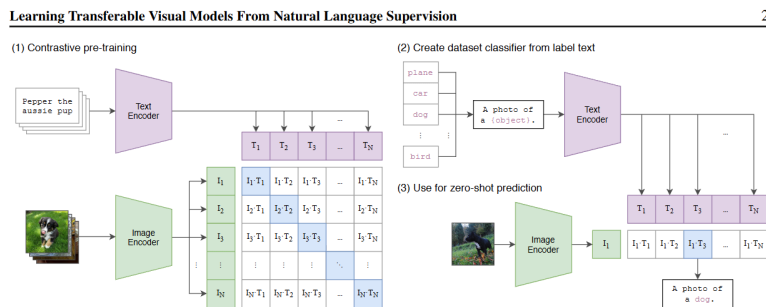 Learning Transferable Visual Models From Natural Language Supervision
2
(1) Contrastive pre-training
Pepper the
aussie pup
Text
Encoder
...
T1 T2 T3 ... TN
I1 I1·T1 I1·T2 I1·T3 ... I1·TN
I2 I2·T1 I2·T2 I2·T3 ... I2·TN
I3 I3·T1 I3·T2 I3·T3 ... I3·TN
⋮ ⋮ ⋮ ⋮ ⋱ ⋮
IN IN·T1 IN·T2 IN·T3 ... IN·TN
Image
Encoder
(2) Create dataset classifier from label text
plane
car
dog
⋮ ⋮
bird
A photo of
a {object}.
Text
Encoder
...
(3) Use for zero-shot prediction
Image
Encoder
T1 T2 T3 ... TN
I1 I1·T1 I1·T2 I1·T3 ... I1·TN
A photo of
a dog.